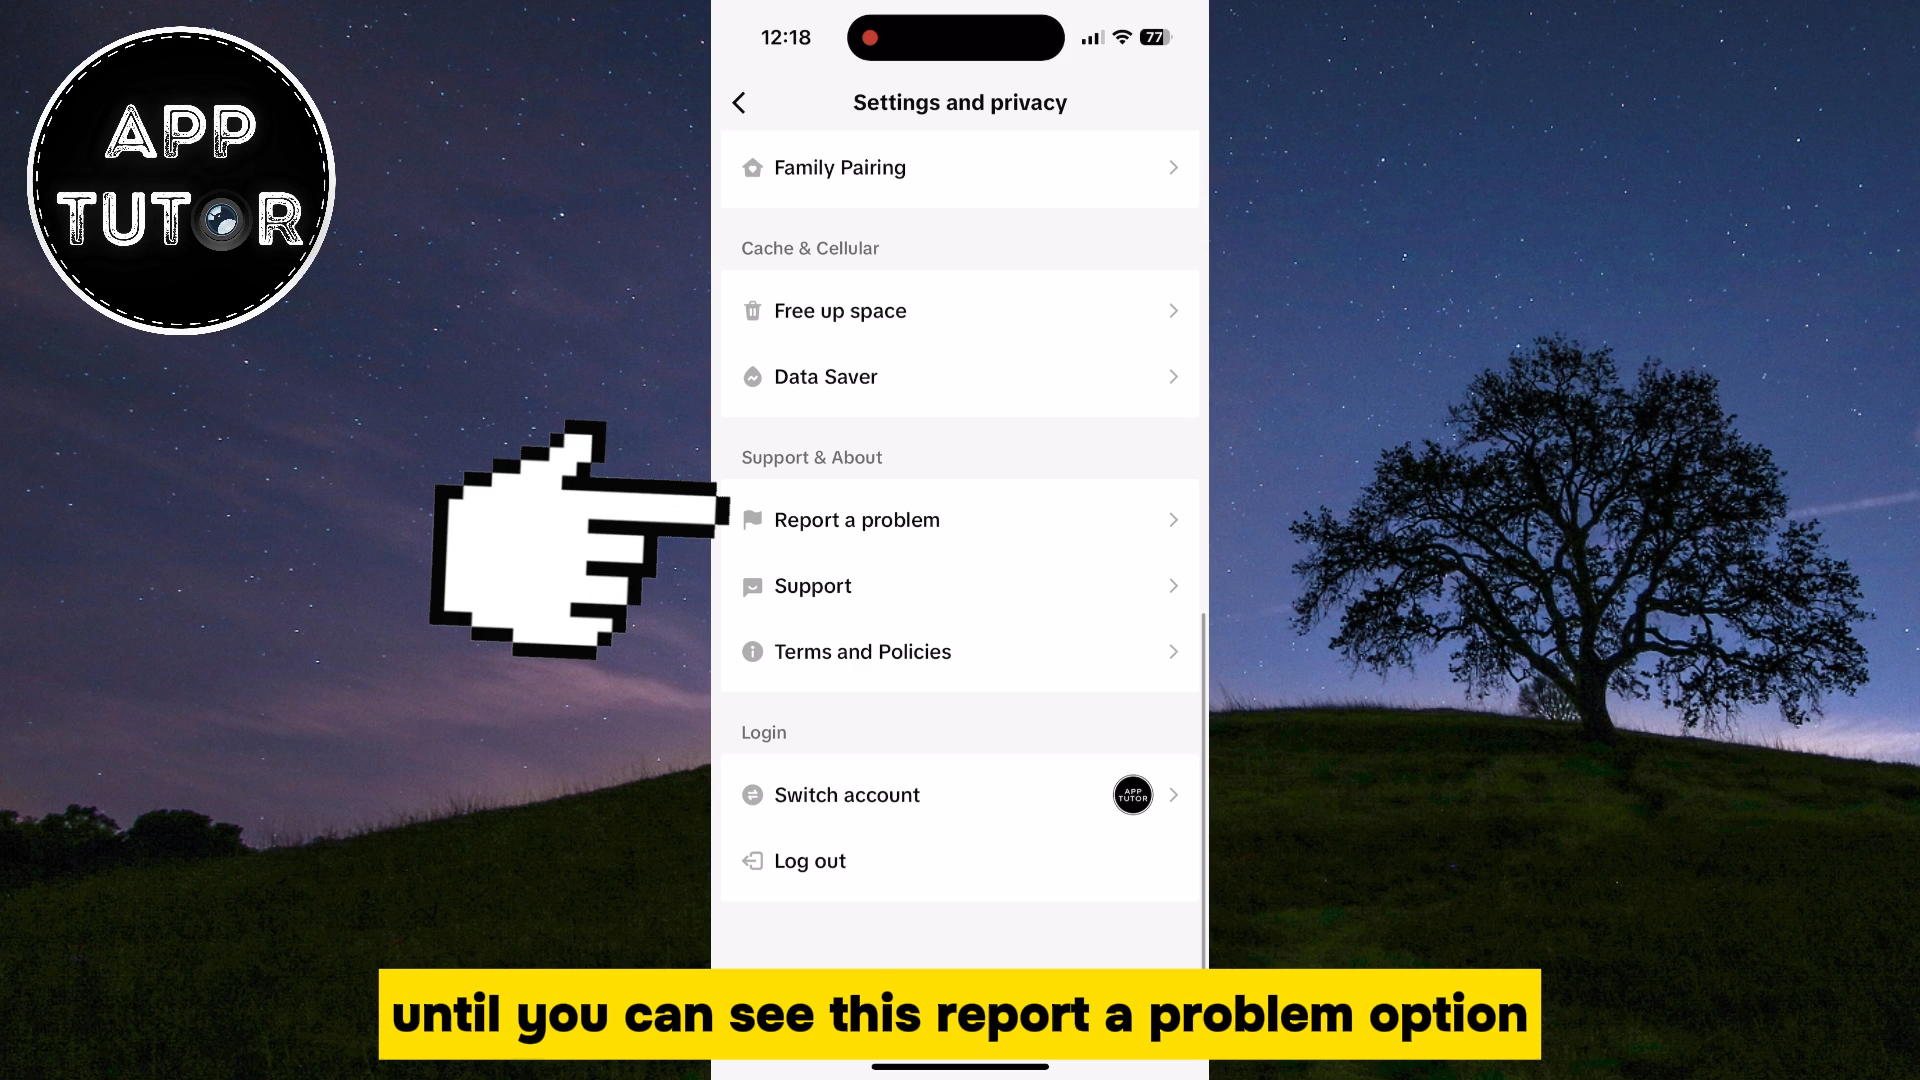 APP
TUTOR
12:18
77
Settings and privacy
Family Pairing
Cache & Cellular
Free up space
Data Saver
Support & About
Report a problem
Support
Terms and Policies
Login
Switch account
APP
TUTOR
Log out
until you can see this report a problem option